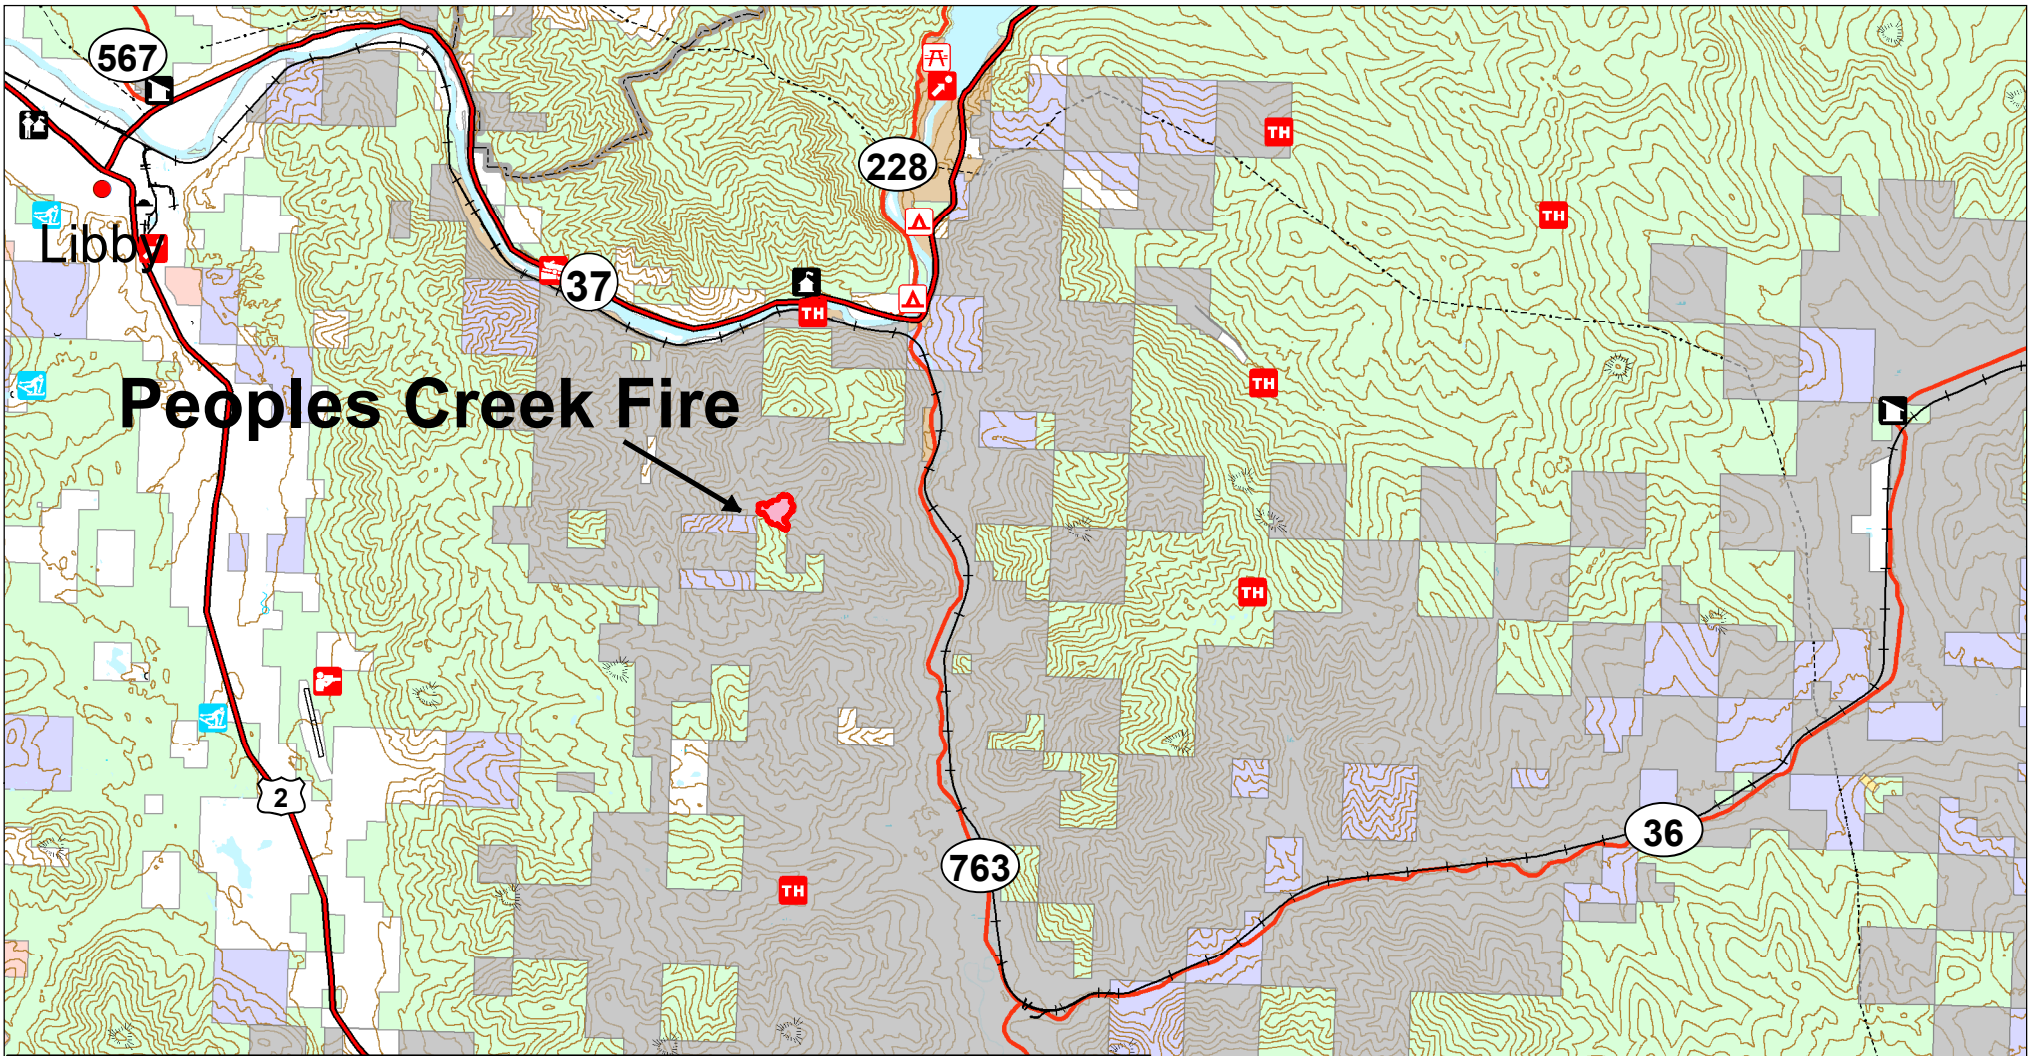 567
228
TH
TH
Libby
37
TH
TH
Peoples Creek Fire
TH
2
36
763
TH